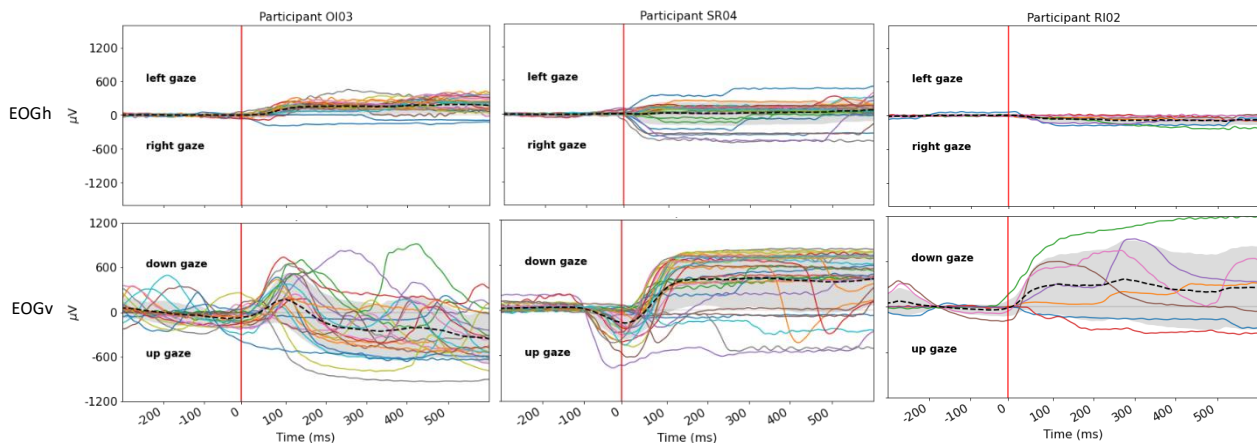 Participant OI03 Participant SR04 Participant RI02
EOGh
μV
1200
600
0
-600
-1200
left gaze
right gaze
left gaze
right gaze
left gaze
right gaze
EOGv
μV
1200
600
0
-600
-1200
down gaze
up gaze
down gaze
up gaze
down gaze
up gaze
-200 -100 0 100 200 300 400 500
-200 -100 0 100 200 300 400 500
-200 -100 0 100 200 300 400 500
Time (ms) Time (ms) Time (ms)